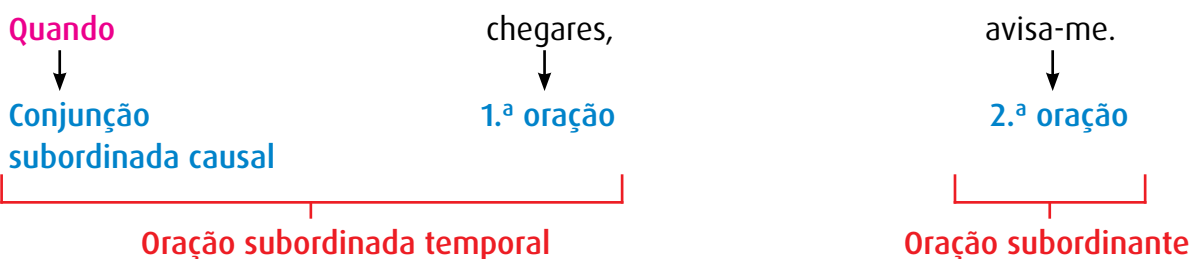 Quando chegares, avisa-me.
Conjunção 1.ª oração 2.ª oração
subordinada causal
Oração subordinada temporal Oração subordinante